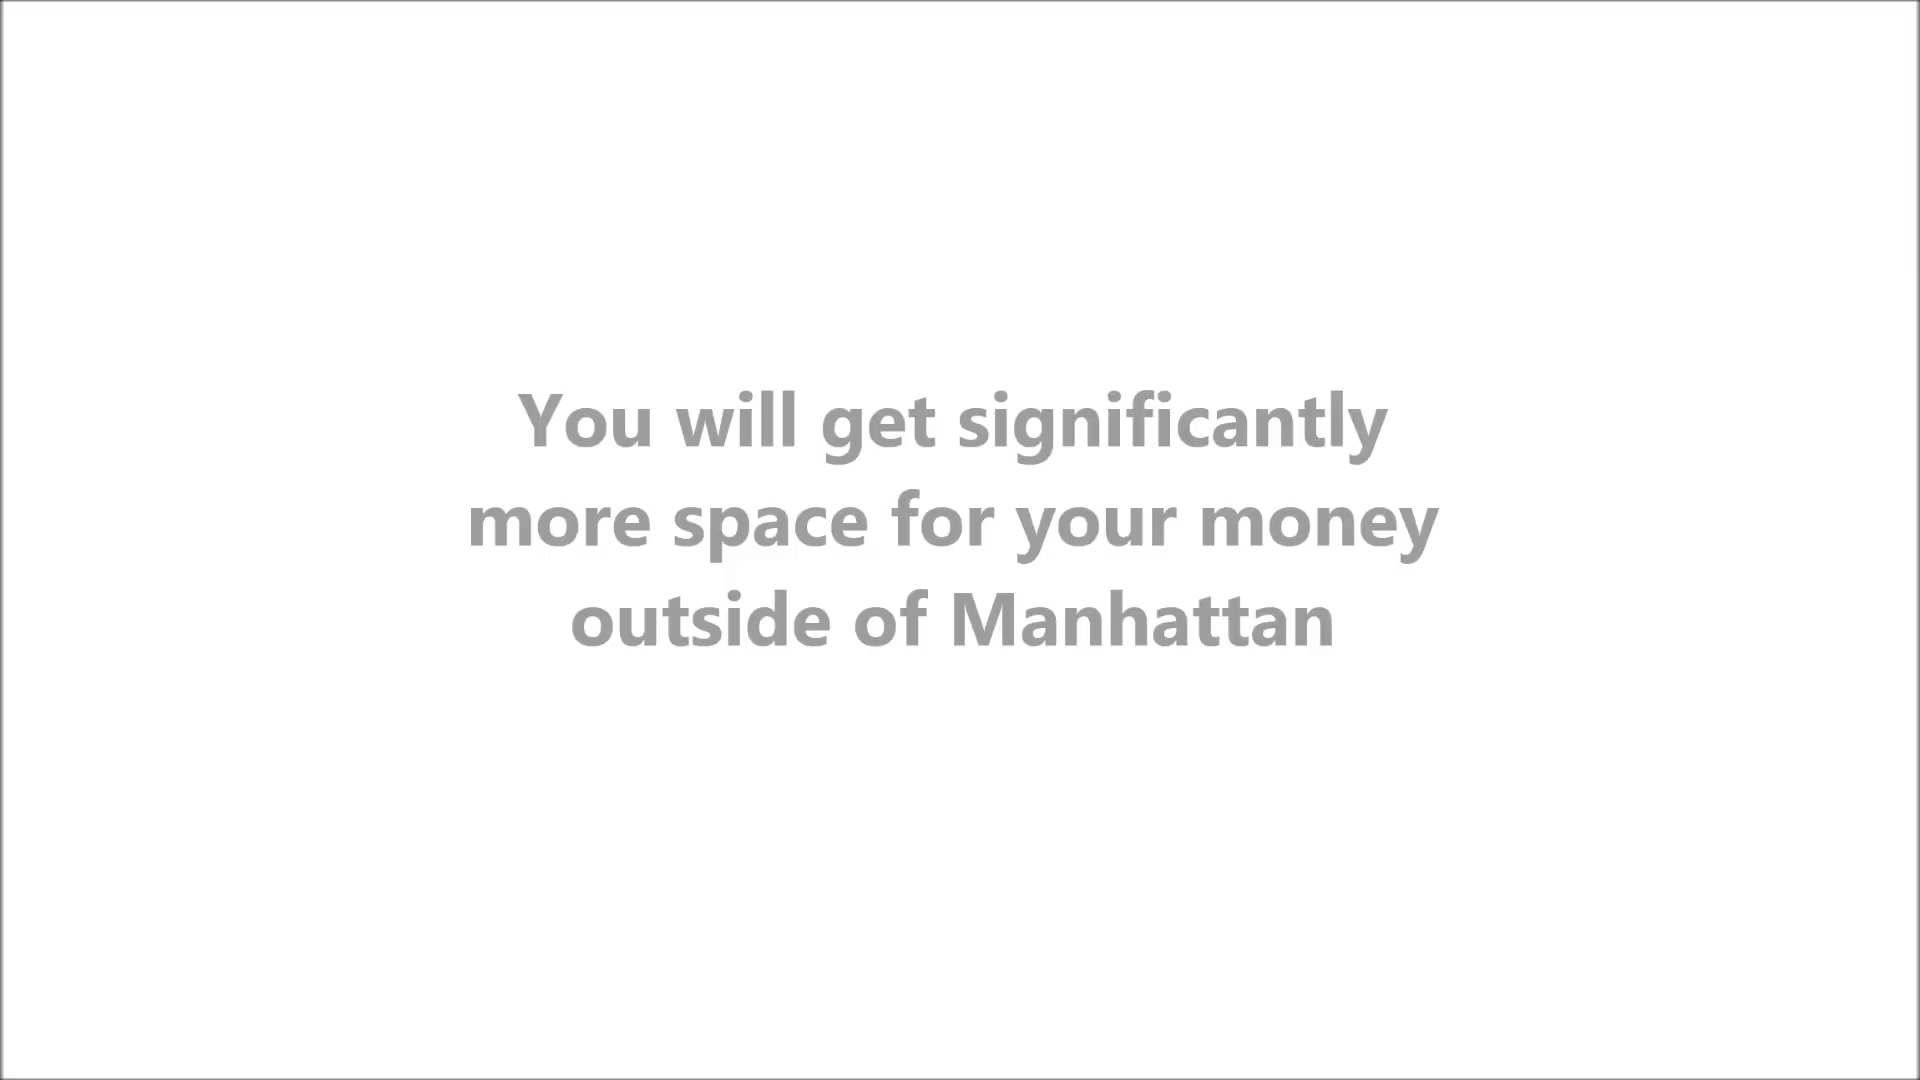 You will get significantly
more space for your money
outside of Manhattan